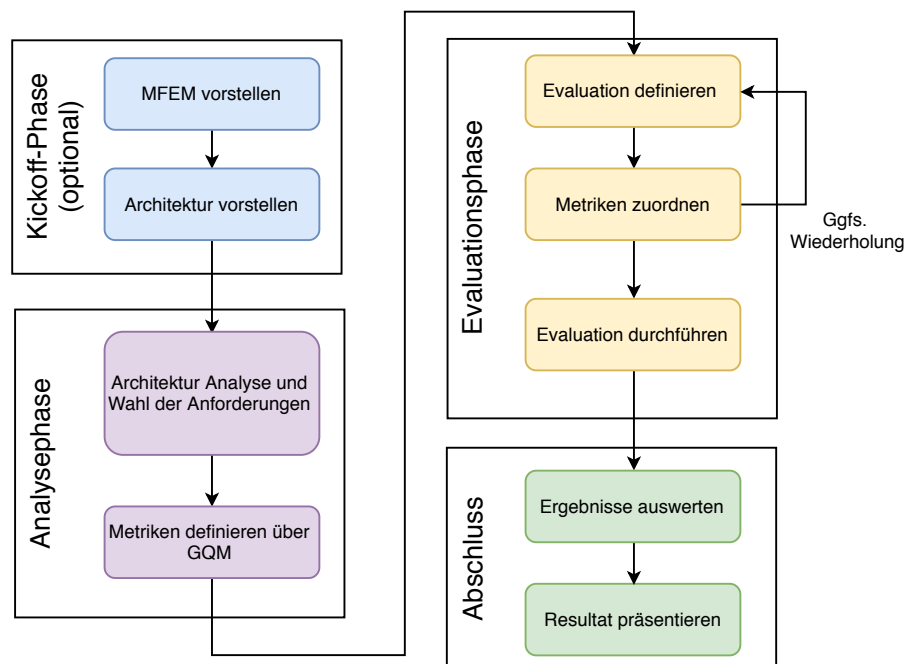 Kickoff-Phase
(optional)
MFEM vorstellen
Architektur vorstellen
Analysephase
Architektur Analyse und
Wahl der Anforderungen
Metriken definieren über
GQM
Evaluationsphase
Evaluation definieren
Metriken zuordnen
Ggfs.
Wiederholung
Evaluation durchführen
Abschluss
Ergebnisse auswerten
Resultat präsentieren